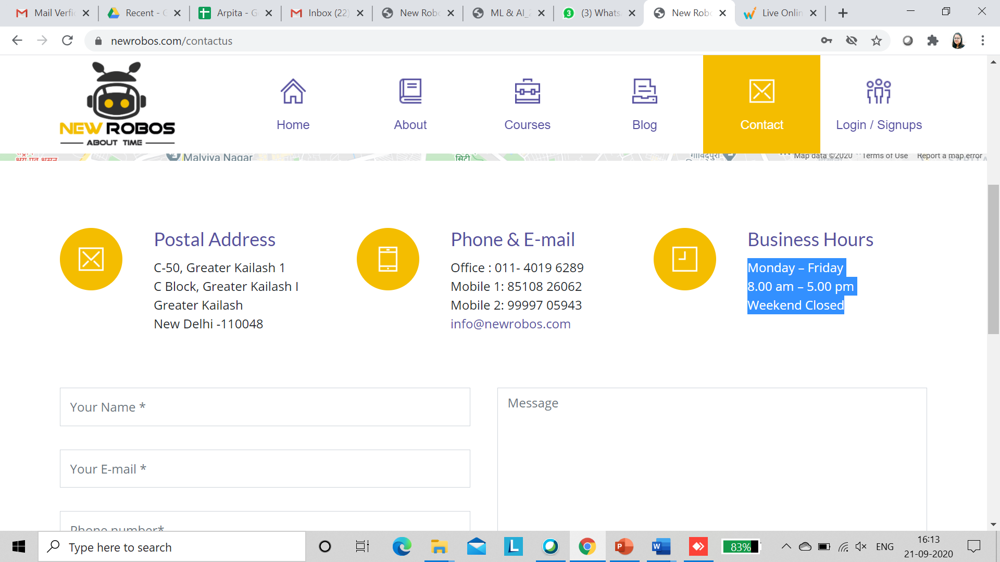 Mail Verfi
Recent - G
Arpita - G
Inbox (22)
New Robo
ML & AI_
(3) Whats
New Robo
Live Onlin
newrobos.com/contactus
NEW ROBOS
ABOUT TIME
Home
About
Courses
Blog
Contact
Login / Signups
Malviya Nagar
सिटी
Map data ©2020
Terms of Use
Report a map error
Postal Address
C-50, Greater Kailash 1
C Block, Greater Kailash I
Greater Kailash
New Delhi -110048
Phone & E-mail
Office : 011- 4019 6289
Mobile 1: 85108 26062
Mobile 2: 99997 05943
info@newrobos.com
Business Hours
Monday – Friday
8.00 am – 5.00 pm
Weekend Closed
Your Name *
Your E-mail *
Phone number*
Message
Type here to search
83%
ENG
16:13
21-09-2020